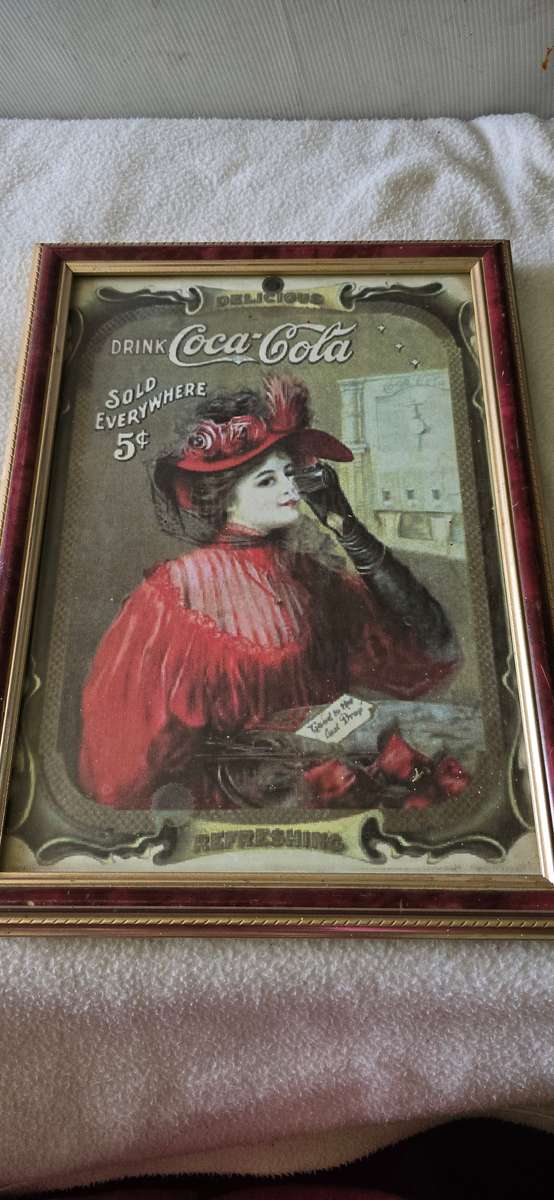 DELICIOUS
DRINK Coca-Cola
SOLD
EVERYWHERE
5¢
Good to the
Last Drop
REFRESHING